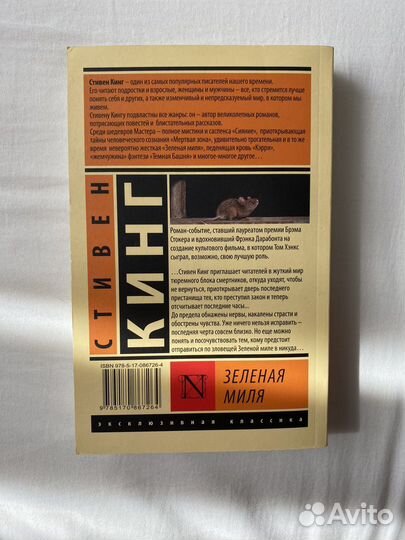 Стивен Кинг – один из самых популярных писателей нашего времени.
Его читают подростки и взрослые, женщины и мужчины – все, кто стремится лучше
понять себя и других, а также изменчивый и непредсказуемый мир, в котором мы
живем.
Стивену Кингу подвластны все жанры: он – автор великолепных романов,
потрясающих повестей и блистательных рассказов.
Среди шедевров Мастера – полное мистики и саспенса «Сияние», приоткрывающая
тайны человеческого сознания «Мертвая зона», удивительно трогательная и в то же
время невероятно жесткая «Зеленая миля», леденящая кровь «Кэрри»,
«жемчужина» фэнтези «Темная Башня» и многое-многое другое…
СТИВЕН
КИНГ
Роман-событие, ставший лауреатом премии Брэма
Стокера и вдохновивший Фрэнка Дарабонта на
создание культового фильма, в котором Том Хэнкс
сыграл, возможно, свою лучшую роль.
…Стивен Кинг приглашает читателей в жуткий мир
тюремного блока смертников, откуда уходят, чтобы
не вернуться, приоткрывает дверь последнего
пристанища тех, кто преступил закон и теперь
отсчитывает последние часы...
До предела обнажены нервы, накалены страсти и
обострены чувства. Уже ничего нельзя исправить –
последняя черта совсем близко. Но еще можно
понять и посочувствовать тем, кому предстоит
отправиться по зловещей Зеленой миле в никуда…
ISBN 978-5-17-086726-4
9785170867264
N
ЗЕЛЕНАЯ
МИЛЯ
эксклюзивная классика
Avito